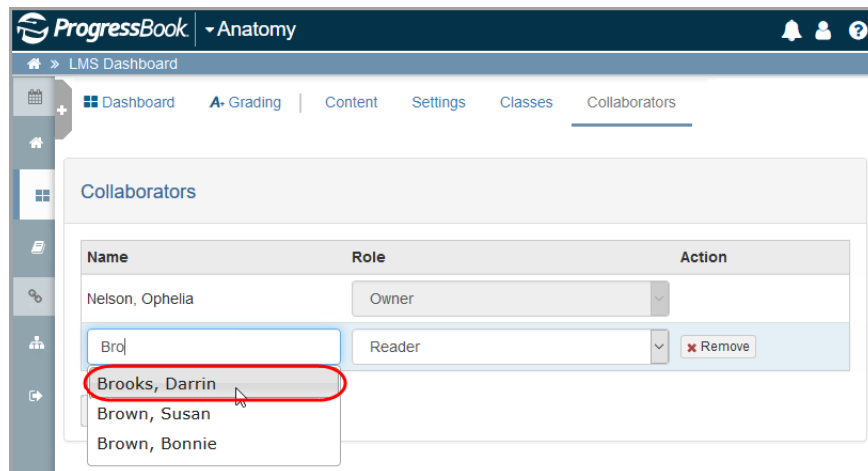 ProgressBook Anatomy
» LMS Dashboard
Dashboard A+ Grading | Content Settings Classes Collaborators
Collaborators
Name Role Action
Nelson, Ophelia Owner
Bro Reader Remove
Brooks, Darrin
Brown, Susan
Brown, Bonnie